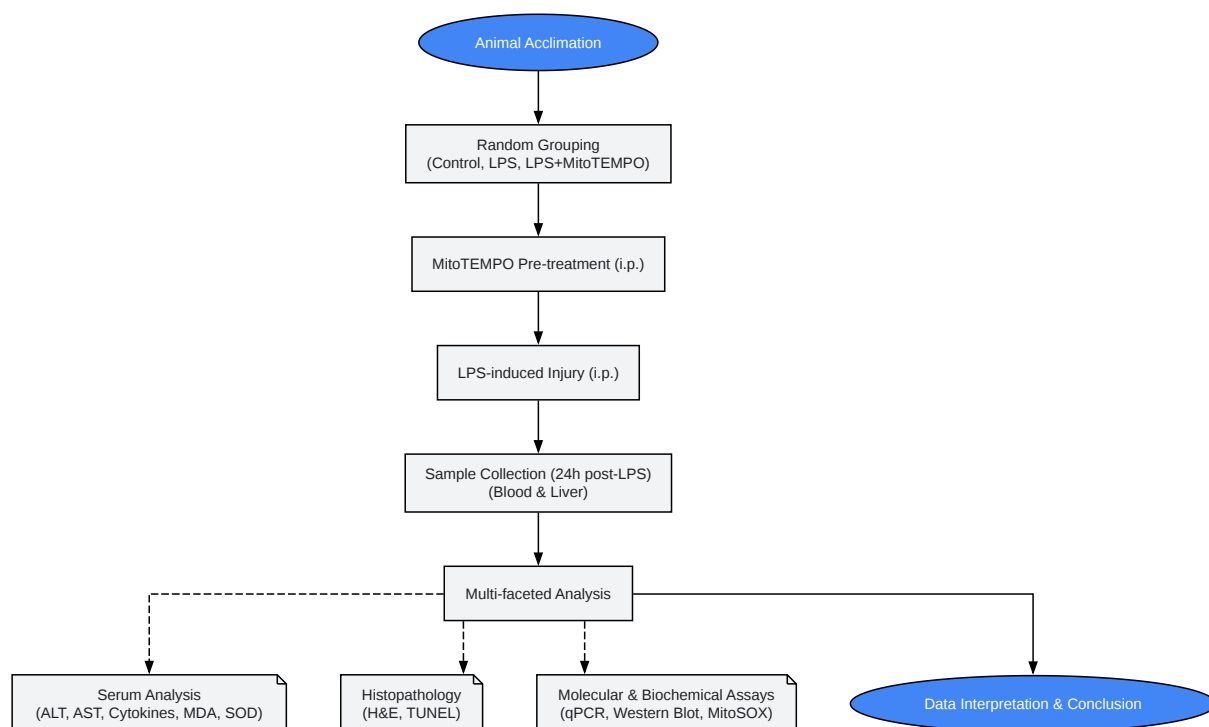 Animal Acclimation
Random Grouping
(Control, LPS, LPS+MitoTEMPO)
MitoTEMPO Pre-treatment (i.p.)
LPS-induced Injury (i.p.)
Sample Collection (24h post-LPS)
(Blood & Liver)
Multi-faceted Analysis
Serum Analysis
(ALT, AST, Cytokines, MDA, SOD)
Histopathology
(H&E, TUNEL)
Molecular & Biochemical Assays
(qPCR, Western Blot, MitoSOX)
Data Interpretation & Conclusion